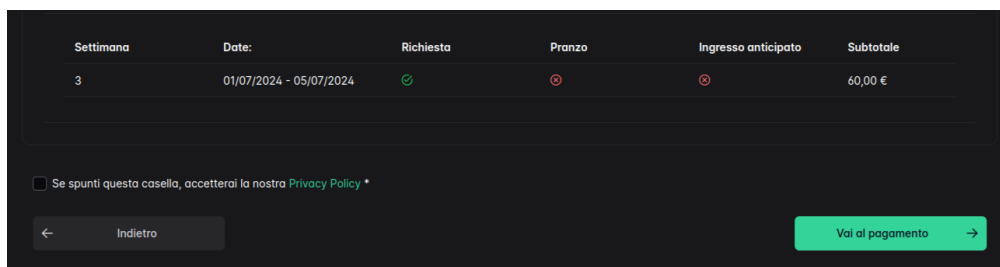 Settimana Date: Richiesta Pranzo Ingresso anticipato Subtotale
3 01/07/2024 - 05/07/2024 60,00 €
Se spunti questa casella, accetterai la nostra Privacy Policy *
Indietro Vai al pagamento